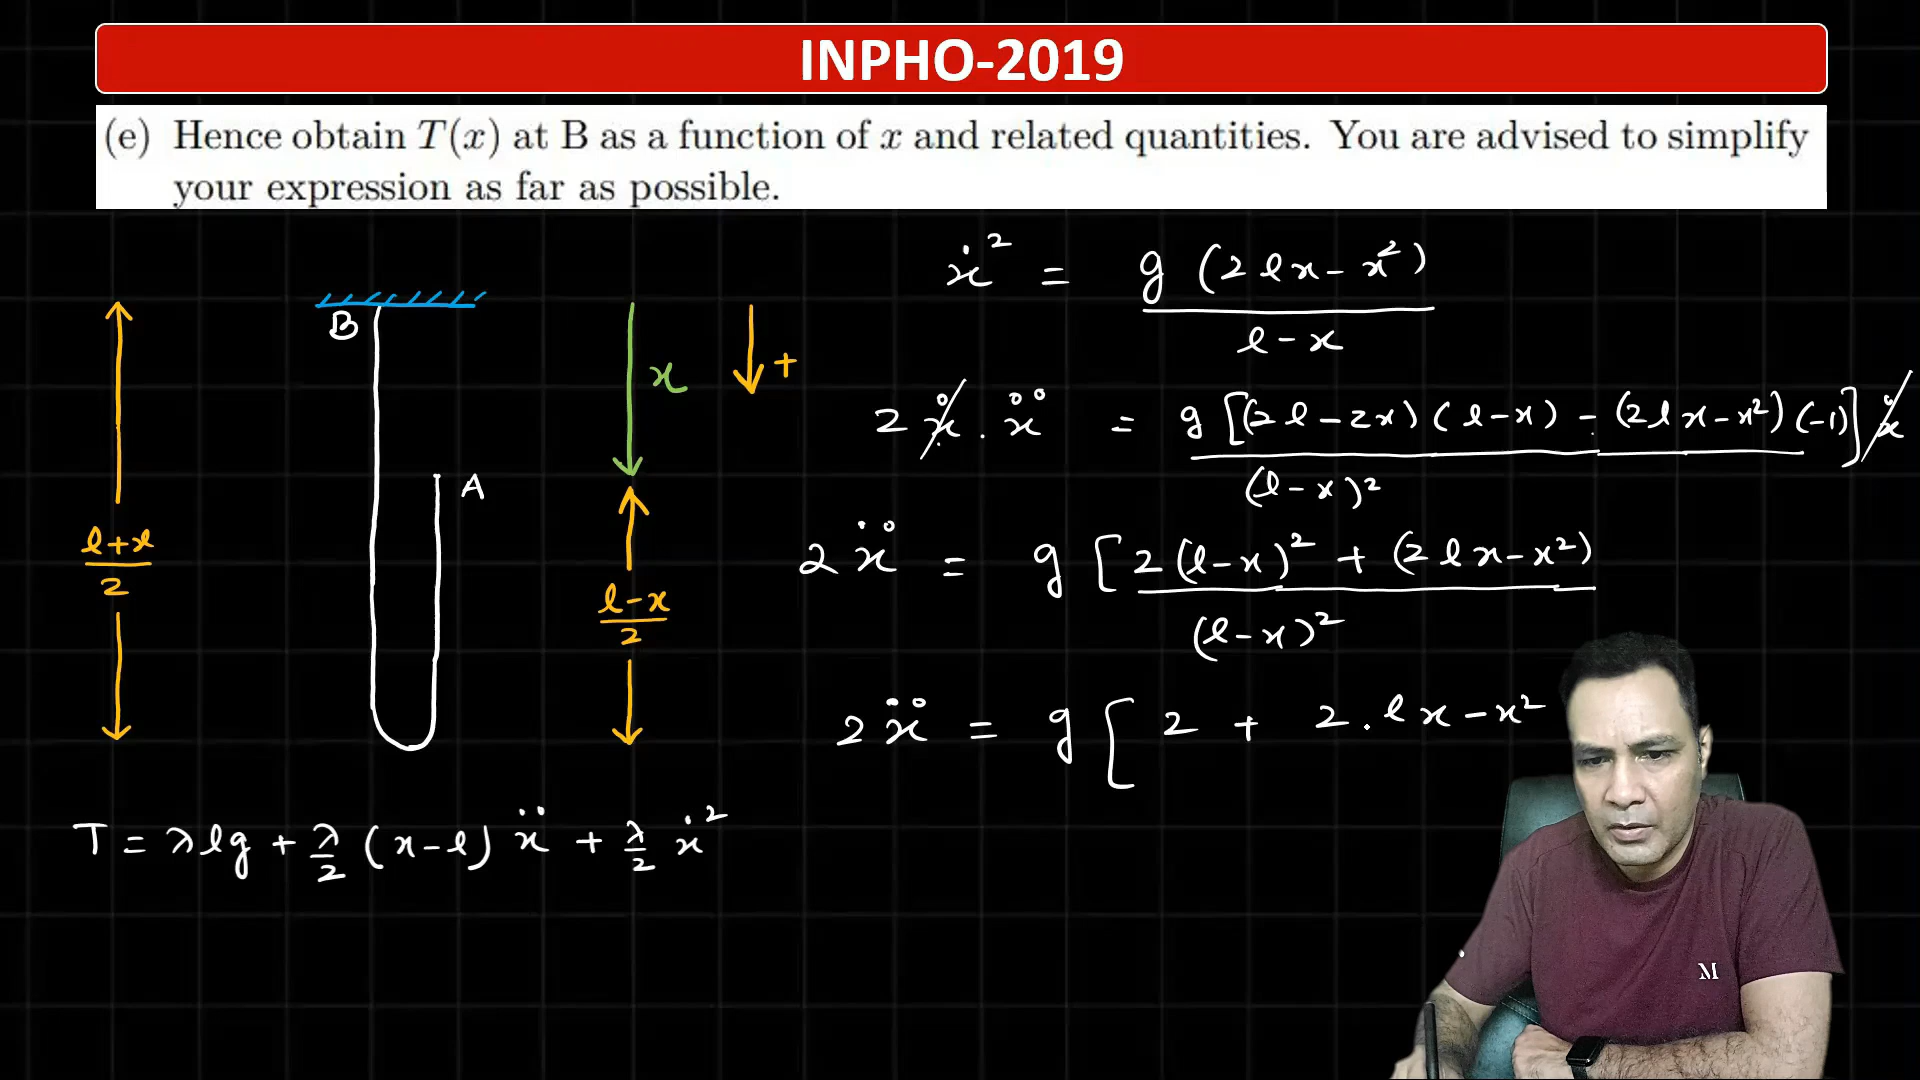 INPHO-2019
(e) Hence obtain T(x) at B as a function of x and related quantities. You are advised to simplify
your expression as far as possible.
B
A
x
+
l+x
2
l-x
2
ẋ² = g (2lx-x²)
l-x
2ẋ.ẍ = g[(2l-2x)(l-x)-(2lx-x²)(-1)]ẋ
(l-x)²
2ẍ = g[2(l-x)²+(2lx-x²)
(l-x)²
2ẍ = g[2 + 2.lx-x²
T = λlg + λ/2 (x-l) ẍ + λ/2 ẋ²
M